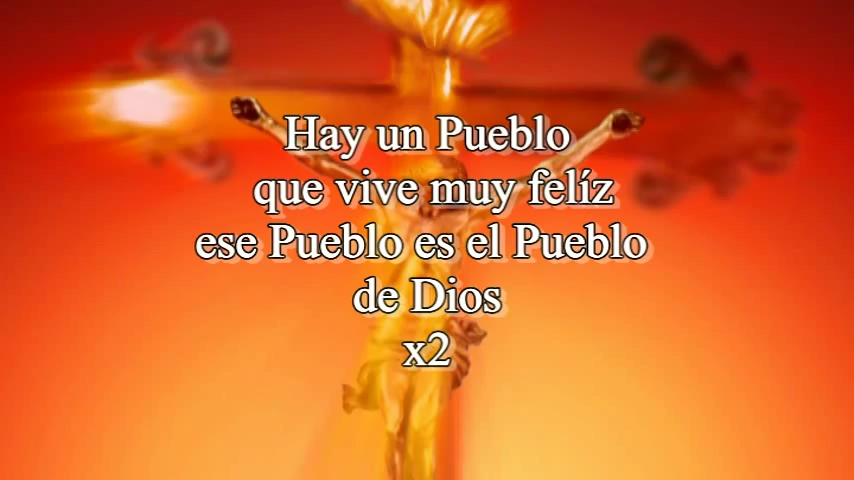 Hay un Pueblo
que vive muy felíz
ese Pueblo es el Pueblo
de Dios
x2